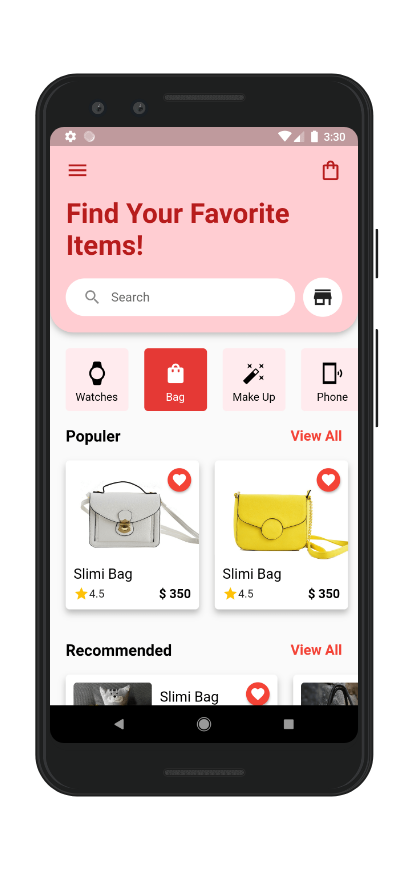 3:30
Find Your Favorite
Items!
Search
Watches
Bag
Make Up
Phone
Populer
View All
Slimi Bag
4.5
$ 350
Slimi Bag
4.5
$ 350
Recommended
View All
Slimi Bag